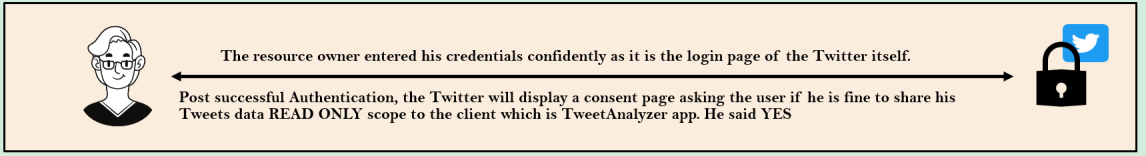 The resource owner entered his credentials confidently as it is the login page of the Twitter itself.
Post successful Authentication, the Twitter will display a consent page asking the user if he is fine to share his
Tweets data READ ONLY scope to the client which is TweetAnalyzer app. He said YES